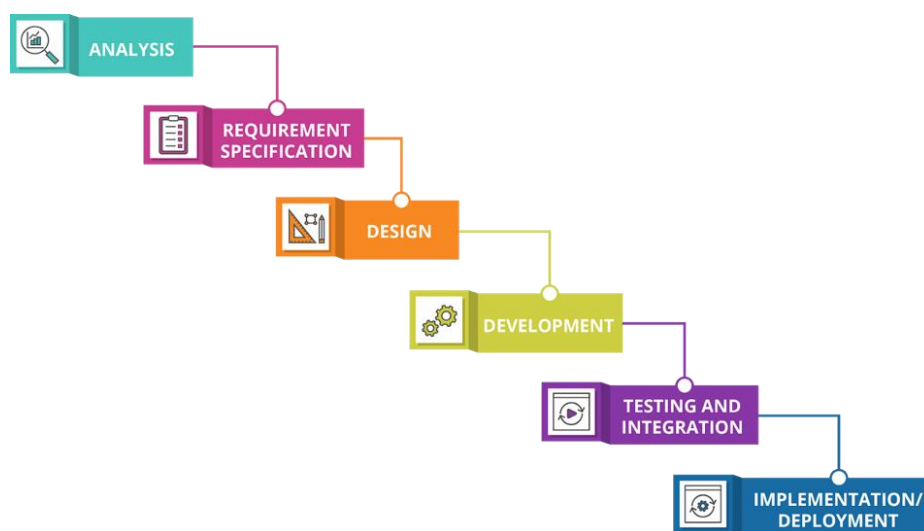 ANALYSIS
REQUIREMENT
SPECIFICATION
DESIGN
DEVELOPMENT
TESTING AND
INTEGRATION
IMPLEMENTATION/
DEPLOYMENT